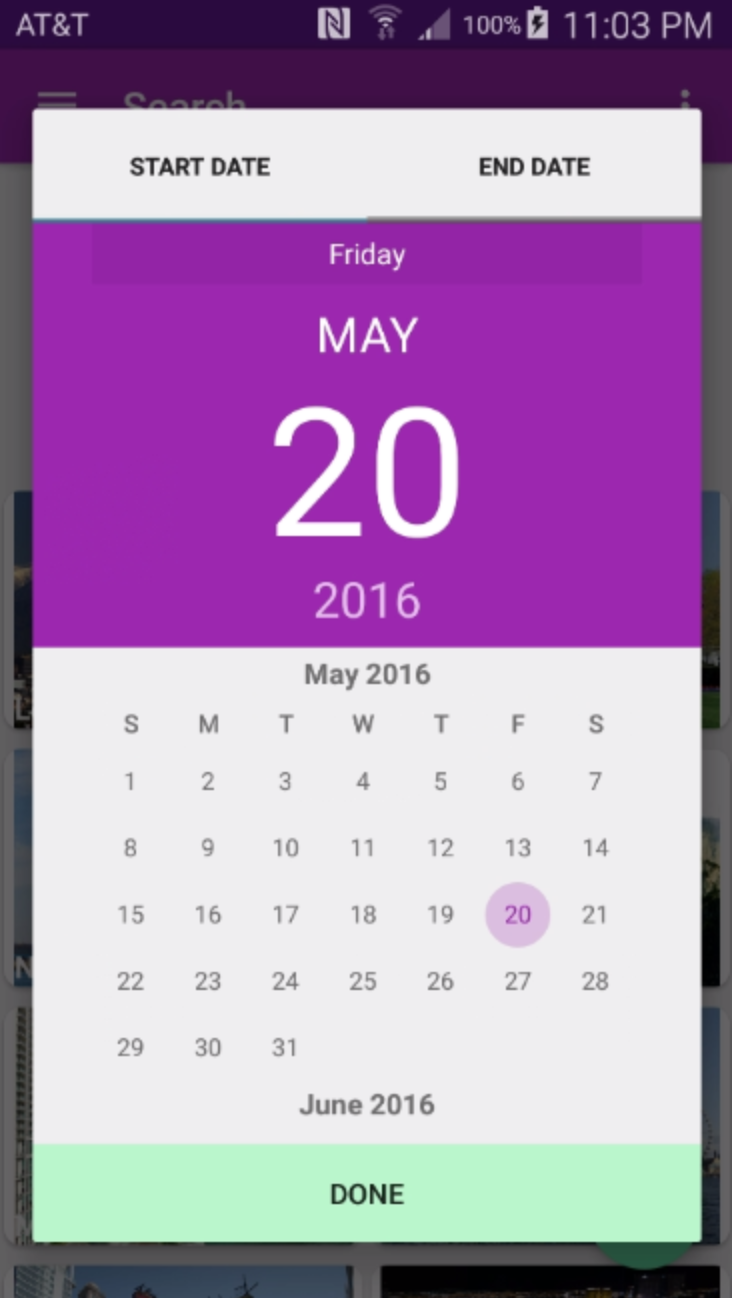 AT&T 100% 11:03 PM
Search
START DATE END DATE
Friday
MAY
20
2016
May 2016
S M T W T F S
1 2 3 4 5 6 7
8 9 10 11 12 13 14
15 16 17 18 19 20 21
22 23 24 25 26 27 28
29 30 31
June 2016
DONE